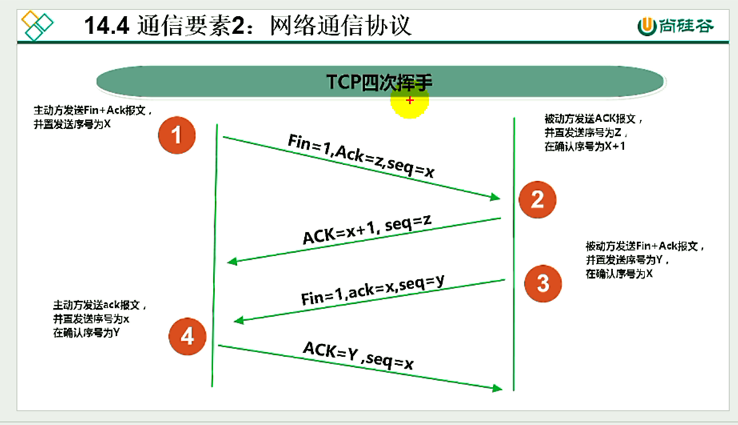 14.4 通信要素2：网络通信协议
尚硅谷
TCP四次挥手
主动方发送Fin+Ack报文，
并置发送序号为X
1
Fin=1,Ack=z,seq=x
被动方发送ACK报文，
并置发送序号为Z，
在确认序号为X+1
2
ACK=x+1, seq=z
被动方发送Fin+Ack报文，
并置发送序号为Y，
在确认序号为X
3
Fin=1,ack=x,seq=y
主动方发送ack报文，
并置发送序号为x
在确认序号为Y
4
ACK=Y ,seq=x